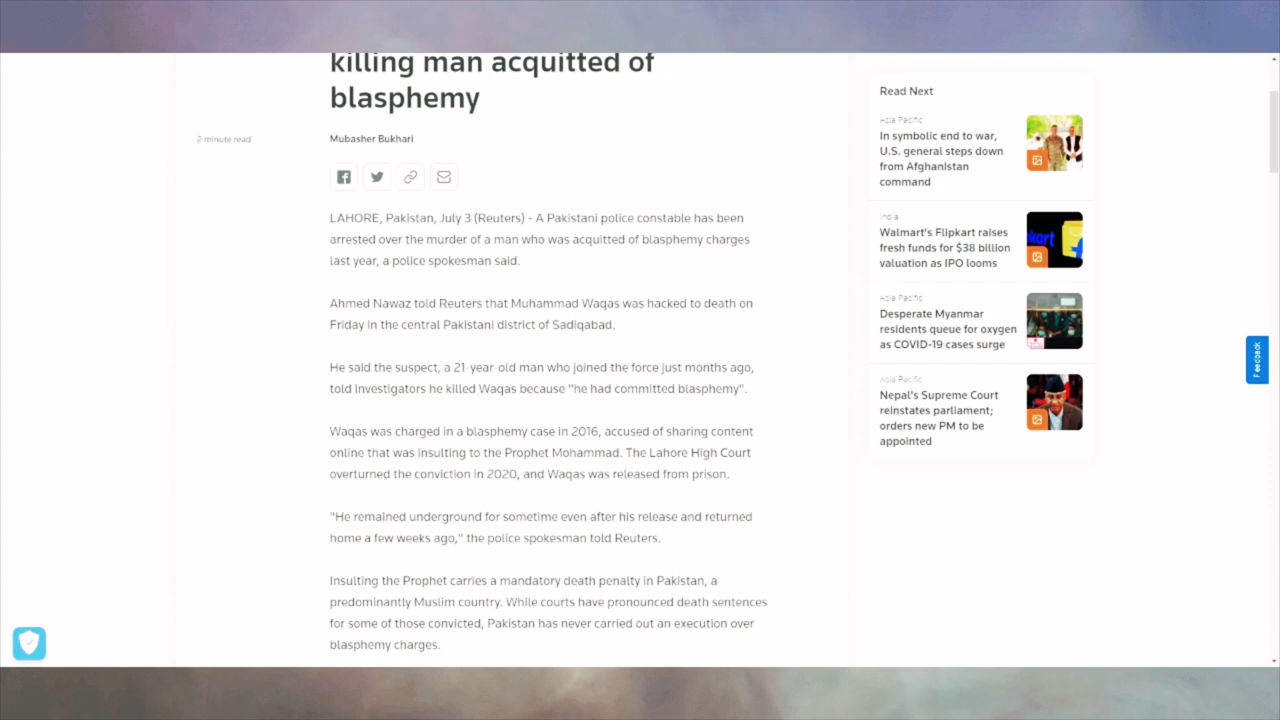 killing man acquitted of
blasphemy
2 minute read
Mubasher Bukhari
LAHORE, Pakistan, July 3 (Reuters) - A Pakistani police constable has been
arrested over the murder of a man who was acquitted of blasphemy charges
last year, a police spokesman said.
Ahmed Nawaz told Reuters that Muhammad Waqas was hacked to death on
Friday in the central Pakistani district of Sadiqabad.
He said the suspect, a 21-year-old man who joined the force just months ago,
told investigators he killed Waqas because "he had committed blasphemy".
Waqas was charged in a blasphemy case in 2016, accused of sharing content
online that was insulting to the Prophet Mohammad. The Lahore High Court
overturned the conviction in 2020, and Waqas was released from prison.
"He remained underground for sometime even after his release and returned
home a few weeks ago," the police spokesman told Reuters.
Insulting the Prophet carries a mandatory death penalty in Pakistan, a
predominantly Muslim country. While courts have pronounced death sentences
for some of those convicted, Pakistan has never carried out an execution over
blasphemy charges.
Read Next
Asia Pacific
In symbolic end to war,
U.S. general steps down
from Afghanistan
command
India
Walmart's Flipkart raises
fresh funds for $38 billion
valuation as IPO looms
Asia Pacific
Desperate Myanmar
residents queue for oxygen
as COVID-19 cases surge
Asia Pacific
Nepal's Supreme Court
reinstates parliament;
orders new PM to be
appointed
Feedback